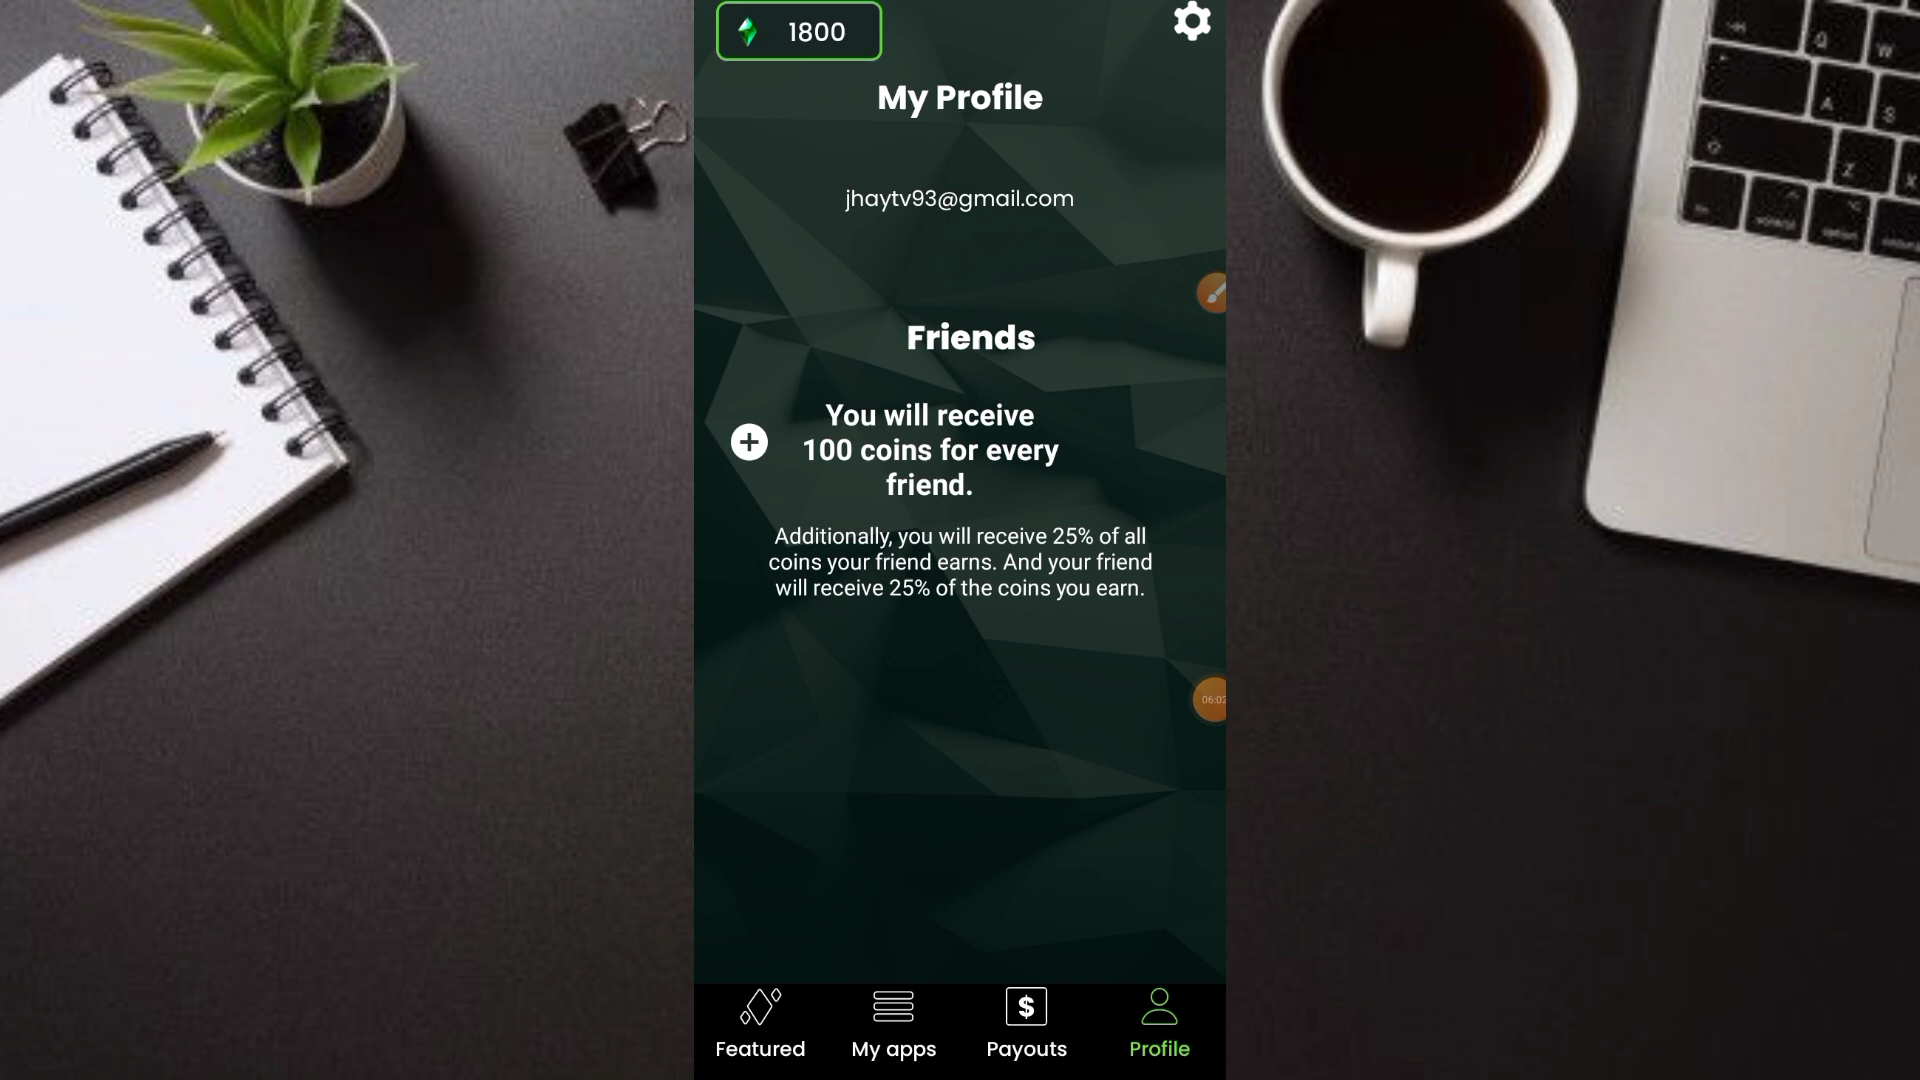 1800
My Profile
jhaytv93@gmail.com
Friends
You will receive
100 coins for every
friend.
Additionally, you will receive 25% of all
coins your friend earns. And your friend
will receive 25% of the coins you earn.
06:02
Featured
My apps
$
Payouts
Profile
Q
W
A
S
Z
X